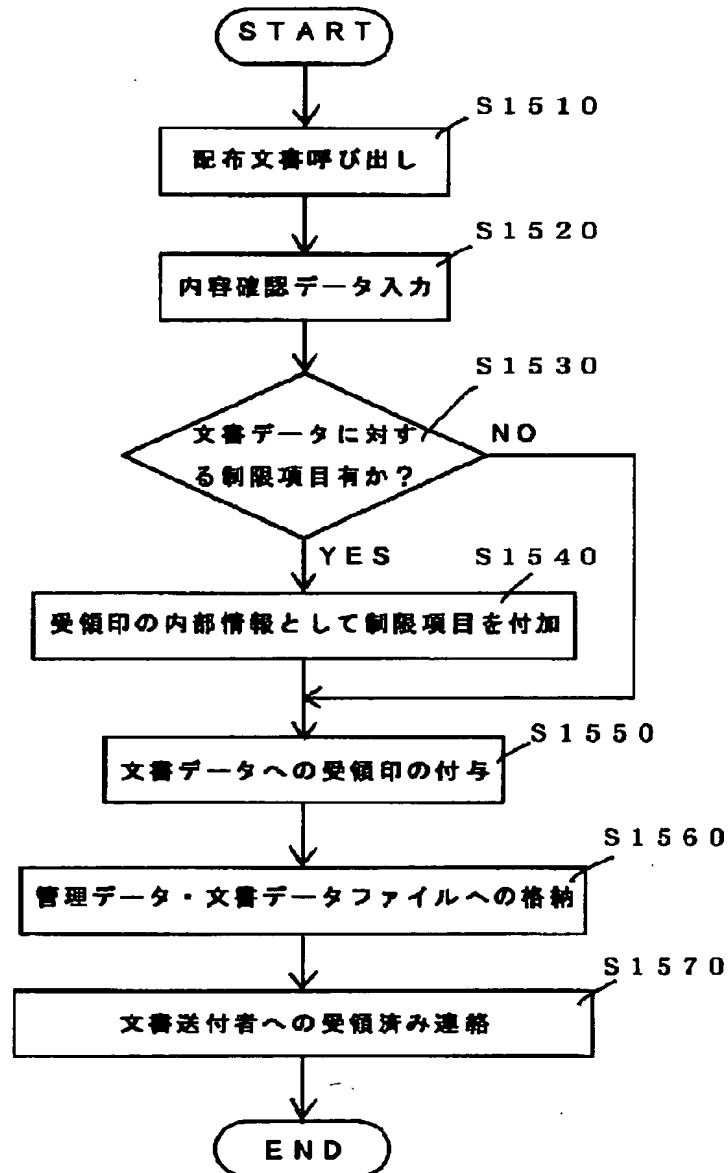 START
S1510
配布文書呼び出し
S1520
内容確認データ入力
S1530
文書データに対す
る制限項目有か?
NO
YES
S1540
受領印の内部情報として制限項目を付加
S1550
文書データへの受領印の付与
S1560
管理データ・文書データファイルへの格納
S1570
文書送付者への受領済み連絡
END